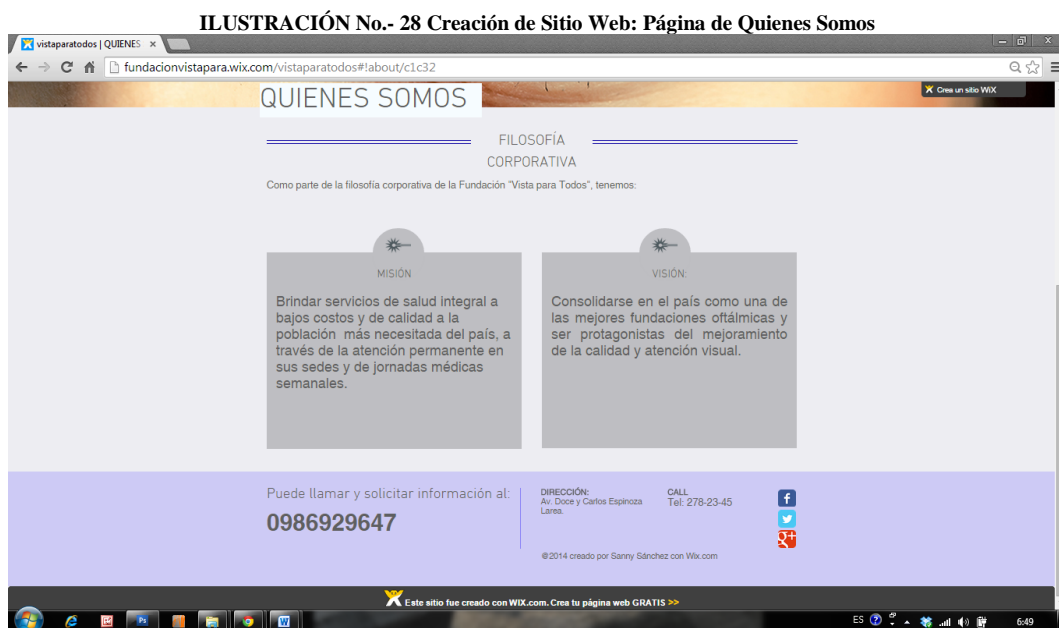 ILUSTRACIÓN No.- 28 Creación de Sitio Web: Página de Quienes Somos
vistaparatodos | QUIENES
fundacionvistapara.wix.com/vistaparatodos#!about/c1c32
QUIENES SOMOS
Crea un sitio WiX
FILOSOFÍA
CORPORATIVA
Como parte de la filosofía corporativa de la Fundación "Vista para Todos", tenemos:
MISIÓN
Brindar servicios de salud integral a
bajos costos y de calidad a la
población más necesitada del país, a
través de la atención permanente en
sus sedes y de jornadas médicas
semanales.
VISIÓN:
Consolidarse en el país como una de
las mejores fundaciones oftálmicas y
ser protagonistas del mejoramiento
de la calidad y atención visual.
Puede llamar y solicitar información al:
0986929647
DIRECCIÓN:
Av. Doce y Carlos Espinoza
Larea.
CALL
Tel: 278-23-45
@2014 creado por Sanny Sánchez con Wix.com
Este sitio fue creado con WIX.com. Crea tu página web GRATIS >>
ES
6:49